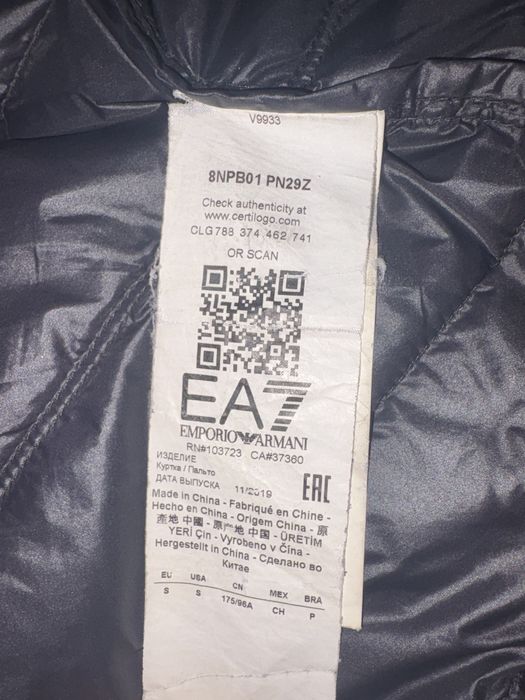 V9933
8NPB01 PN29Z
Check authenticity at
www.certilogo.com
CLG788 374 462 741
OR SCAN
EA7
EMPORIO ARMANI
RN#103723 CA#37360
ИЗДЕЛИЕ
Куртка / Пальто
ДАТА ВЫПУСКА 11/2019
EAC
Made in China - Fabriqué en Chine -
Hecho en China - Origem China - 原
產地 中國 - 原产地 中国 - ÜRETİM
YERİ Çin - Vyrobeno v Čína -
Hergestellt in China - Сделано во
Китае
EU USA CN MEX BRA
S S 175/96A CH P